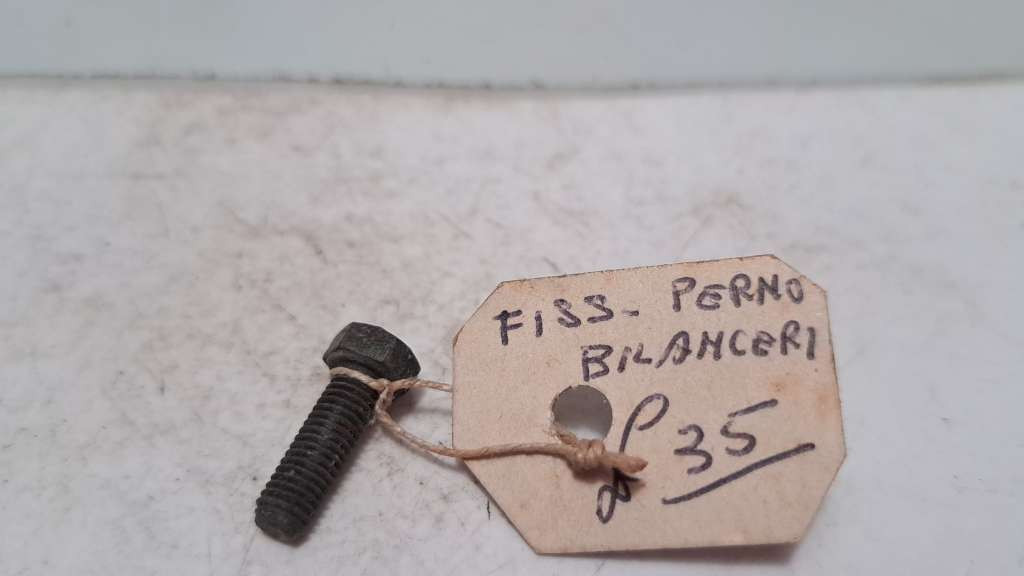 FISS- PERNO
BILANCERI
£ 35